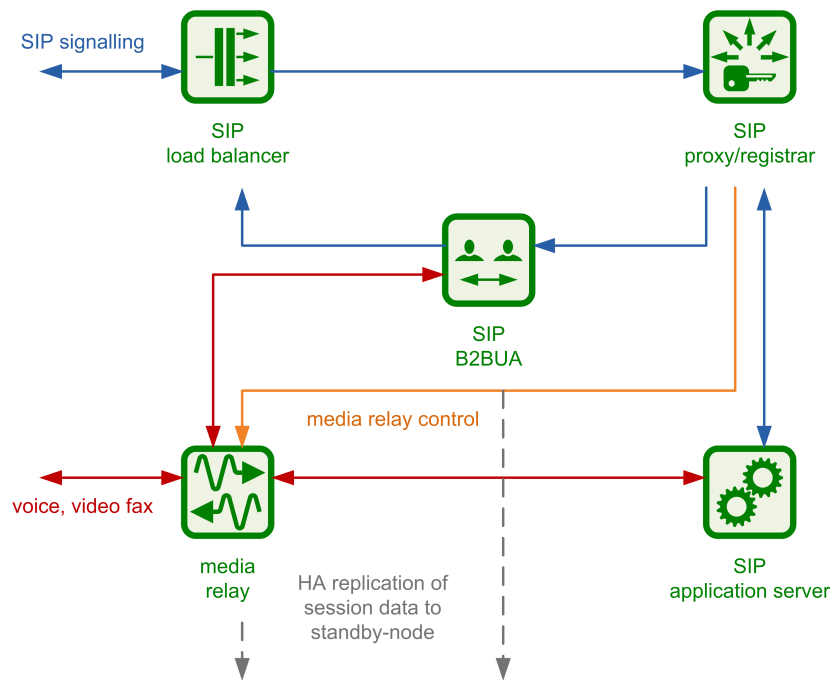 SIP signalling
SIP
load balancer
SIP
proxy/registrar
SIP
B2BUA
media relay control
voice, video fax
media
relay
HA replication of
session data to
standby-node
SIP
application server